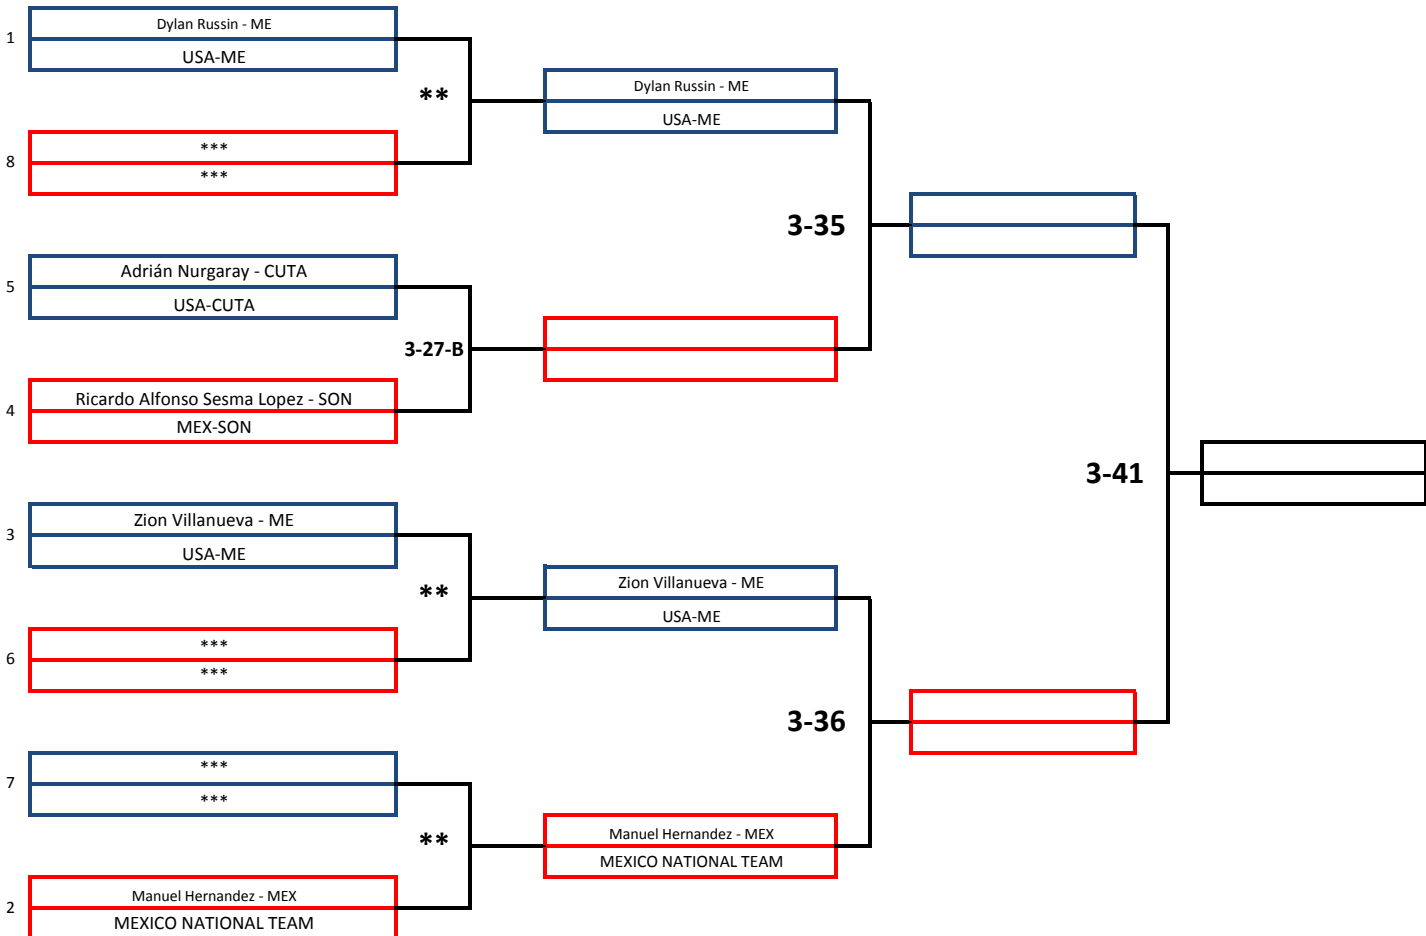 1
Dylan Russin - ME
USA-ME
**
Dylan Russin - ME
USA-ME
8
***
***
3-35
5
Adrián Nurgaray - CUTA
USA-CUTA
3-27-B
4
Ricardo Alfonso Sesma Lopez - SON
MEX-SON
3-41
3
Zion Villanueva - ME
USA-ME
**
Zion Villanueva - ME
USA-ME
6
***
***
3-36
7
***
***
**
Manuel Hernandez - MEX
MEXICO NATIONAL TEAM
2
Manuel Hernandez - MEX
MEXICO NATIONAL TEAM